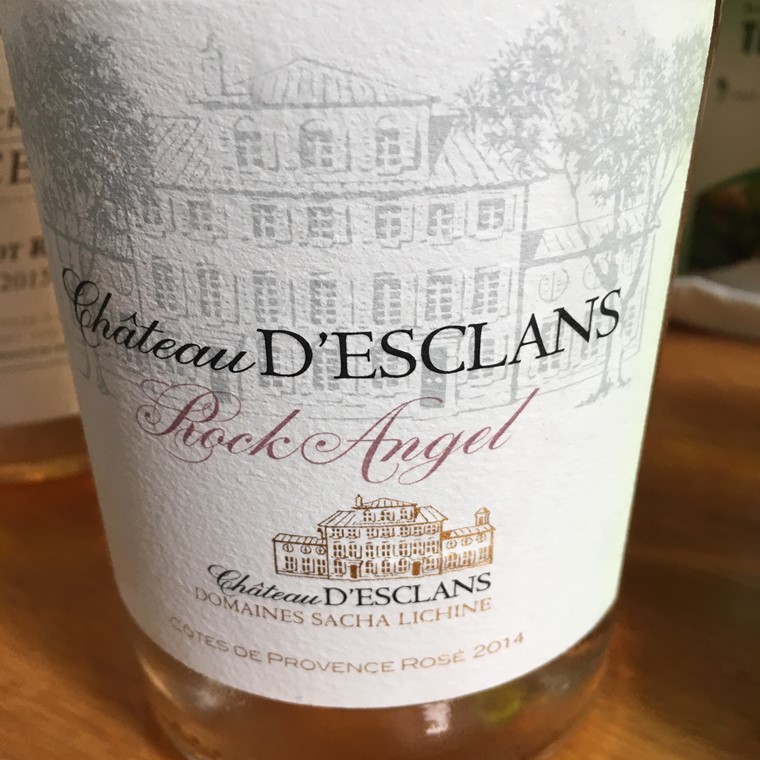 Château D'ESCLANS
Rock Angel
Château D'ESCLANS
DOMAINES SACHA LICHINE
CÔTES DE PROVENCE ROSÉ 2014